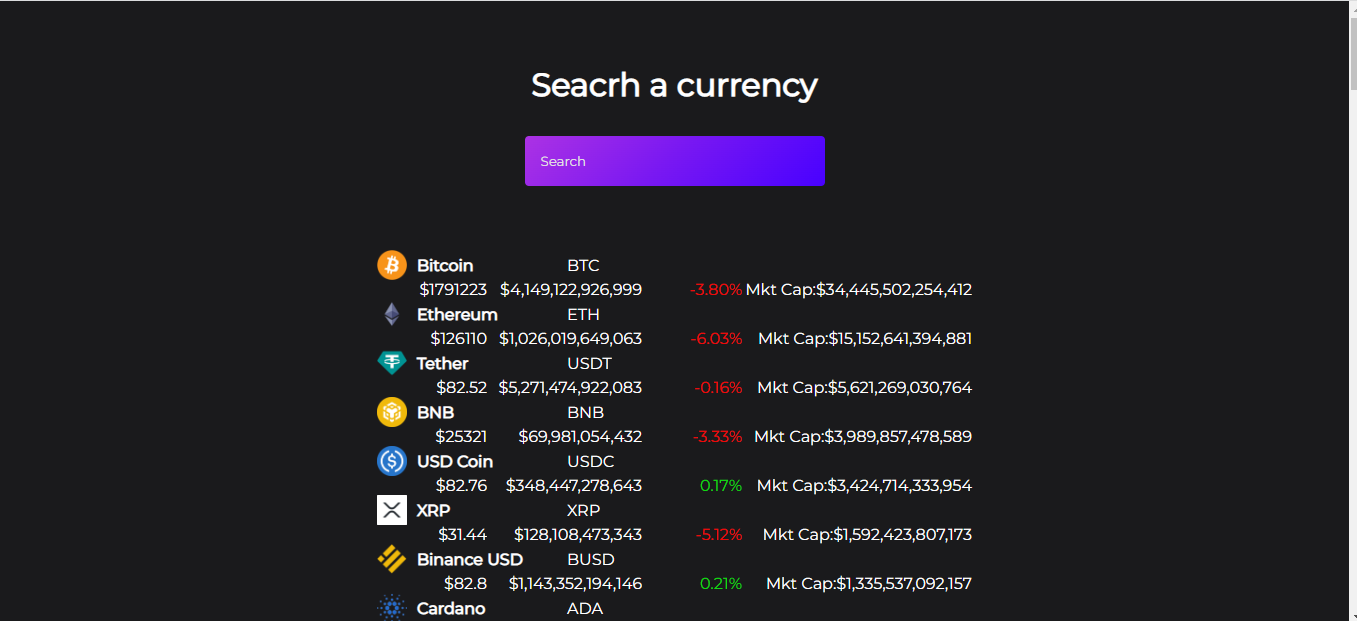 Seacrh a currency
Search
Bitcoin BTC
$1791223 $4,149,122,926,999 -3.80% Mkt Cap:$34,445,502,254,412
Ethereum ETH
$126110 $1,026,019,649,063 -6.03% Mkt Cap:$15,152,641,394,881
Tether USDT
$82.52 $5,271,474,922,083 -0.16% Mkt Cap:$5,621,269,030,764
BNB BNB
$25321 $69,981,054,432 -3.33% Mkt Cap:$3,989,857,478,589
USD Coin USDC
$82.76 $348,447,278,643 0.17% Mkt Cap:$3,424,714,333,954
XRP XRP
$31.44 $128,108,473,343 -5.12% Mkt Cap:$1,592,423,807,173
Binance USD BUSD
$82.8 $1,143,352,194,146 0.21% Mkt Cap:$1,335,537,092,157
Cardano ADA